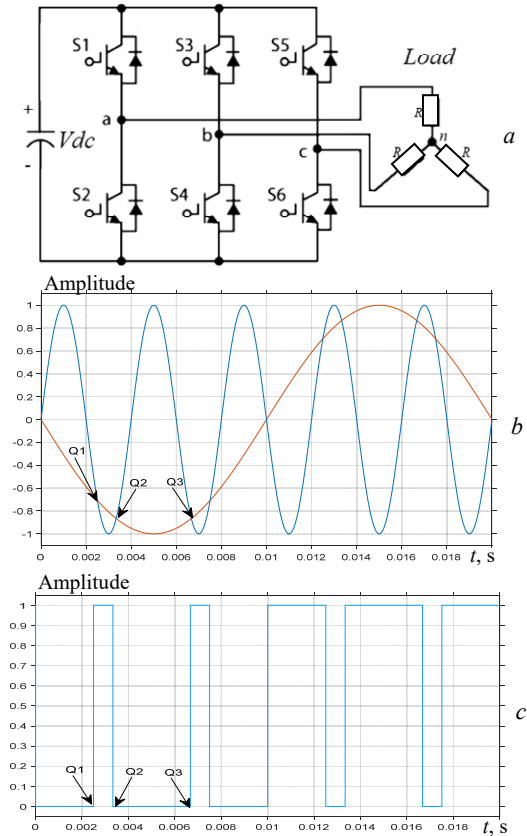 S1 S3 S5 Load
+ a R
Vdc b R n R a
- c
S2 S4 S6
Amplitude
1
0.8
0.6
0.4
0.2
0
-0.2
-0.4
-0.6
-0.8
-1
Q1
Q2
Q3
b
0 0.002 0.004 0.006 0.008 0.01 0.012 0.014 0.016 0.018
t, s
Amplitude
1
0.9
0.8
0.7
0.6
0.5
0.4
0.3
0.2
0.1
0
Q1
Q2
Q3
c
0 0.002 0.004 0.006 0.008 0.01 0.012 0.014 0.016 0.018
t, s